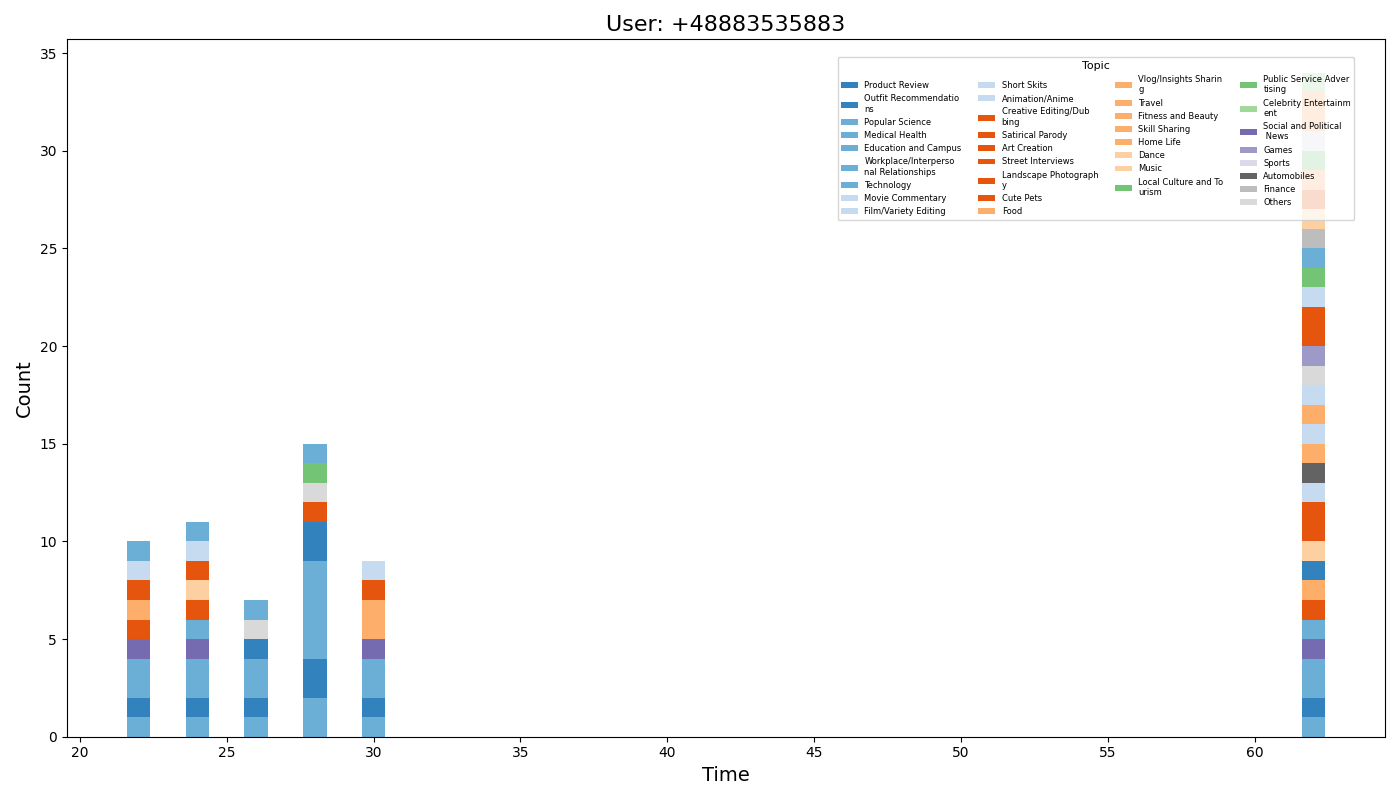 User: +48883535883
Topic
Product Review
Outfit Recommendatio
ns
Popular Science
Medical Health
Education and Campus
Workplace/Interperso
nal Relationships
Technology
Movie Commentary
Film/Variety Editing
Short Skits
Animation/Anime
Creative Editing/Dub
bing
Satirical Parody
Art Creation
Street Interviews
Landscape Photograph
y
Cute Pets
Food
Vlog/Insights Sharin
g
Travel
Fitness and Beauty
Skill Sharing
Home Life
Dance
Music
Local Culture and To
urism
Public Service Adver
tising
Celebrity Entertainm
ent
Social and Political
News
Games
Sports
Automobiles
Finance
Others
Count
35
30
25
20
15
10
5
0
20 25 30 35 40 45 50 55 60
Time